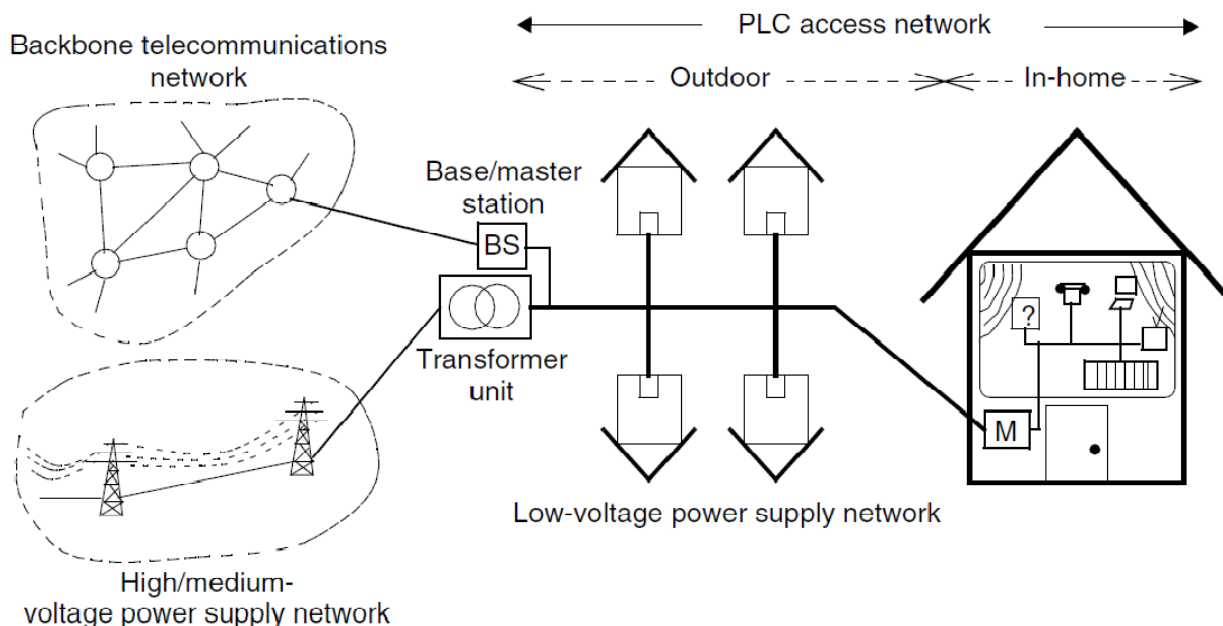 PLC access network
Backbone telecommunications
network
Outdoor
In-home
Base/master
station
BS
?
Transformer
unit
M
Low-voltage power supply network
High/medium-
voltage power supply network